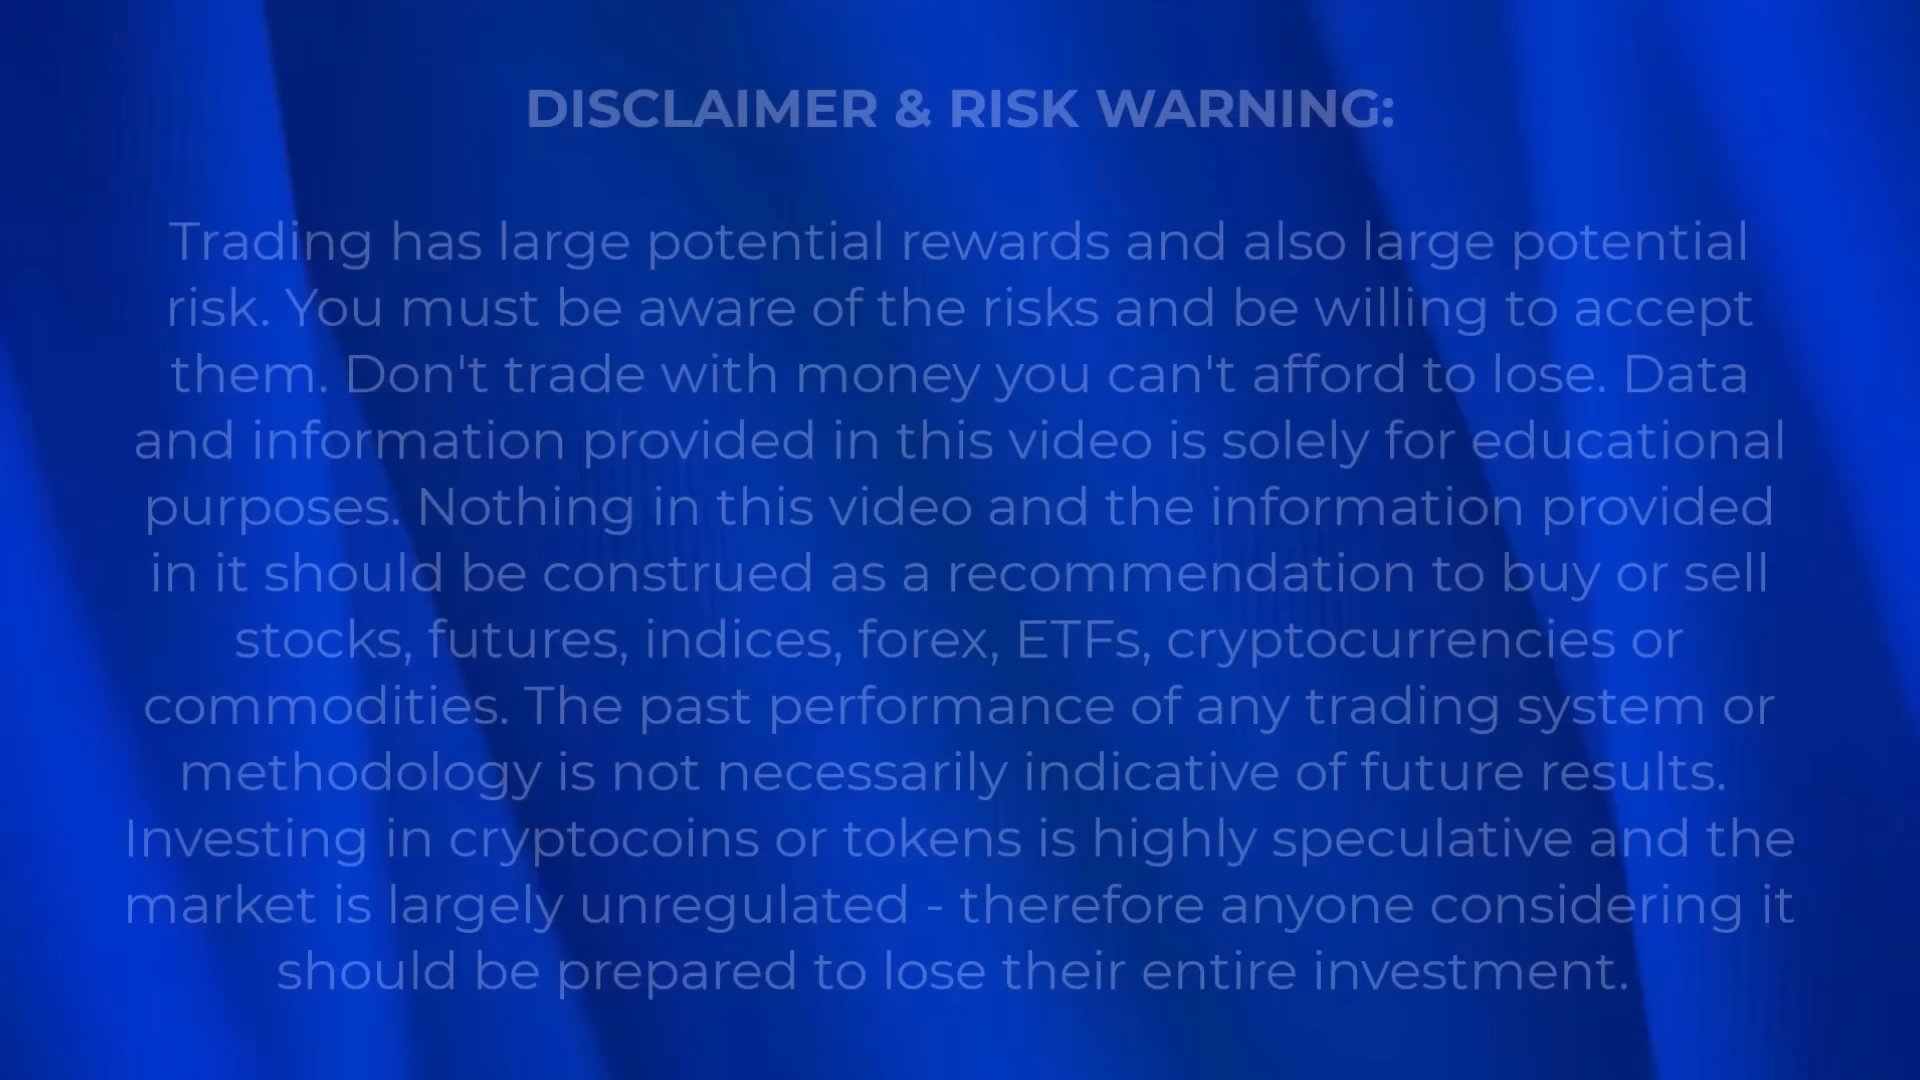 DISCLAIMER & RISK WARNING:
Trading has large potential rewards and also large potential
risk. You must be aware of the risks and be willing to accept
them. Don't trade with money you can't afford to lose. Data
and information provided in this video is solely for educational
purposes. Nothing in this video and the information provided
in it should be construed as a recommendation to buy or sell
stocks, futures, indices, forex, ETFs, cryptocurrencies or
commodities. The past performance of any trading system or
methodology is not necessarily indicative of future results.
Investing in cryptocoins or tokens is highly speculative and the
market is largely unregulated - therefore anyone considering it
should be prepared to lose their entire investment.